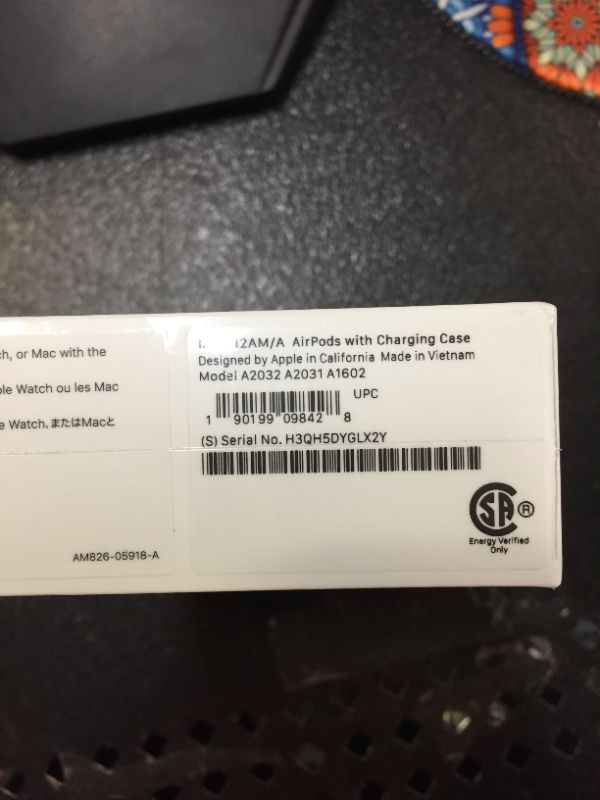 ch, or Mac with the
ple Watch ou les Mac
e Watch、またはMacと
AM826-05918-A
12AM/A AirPods with Charging Case
Designed by Apple in California Made in Vietnam
Model A2032 A2031 A1602
UPC
1 90199 09842 8
(S) Serial No. H3QH5DYGLX2Y
SA ®
Energy Verified
Only